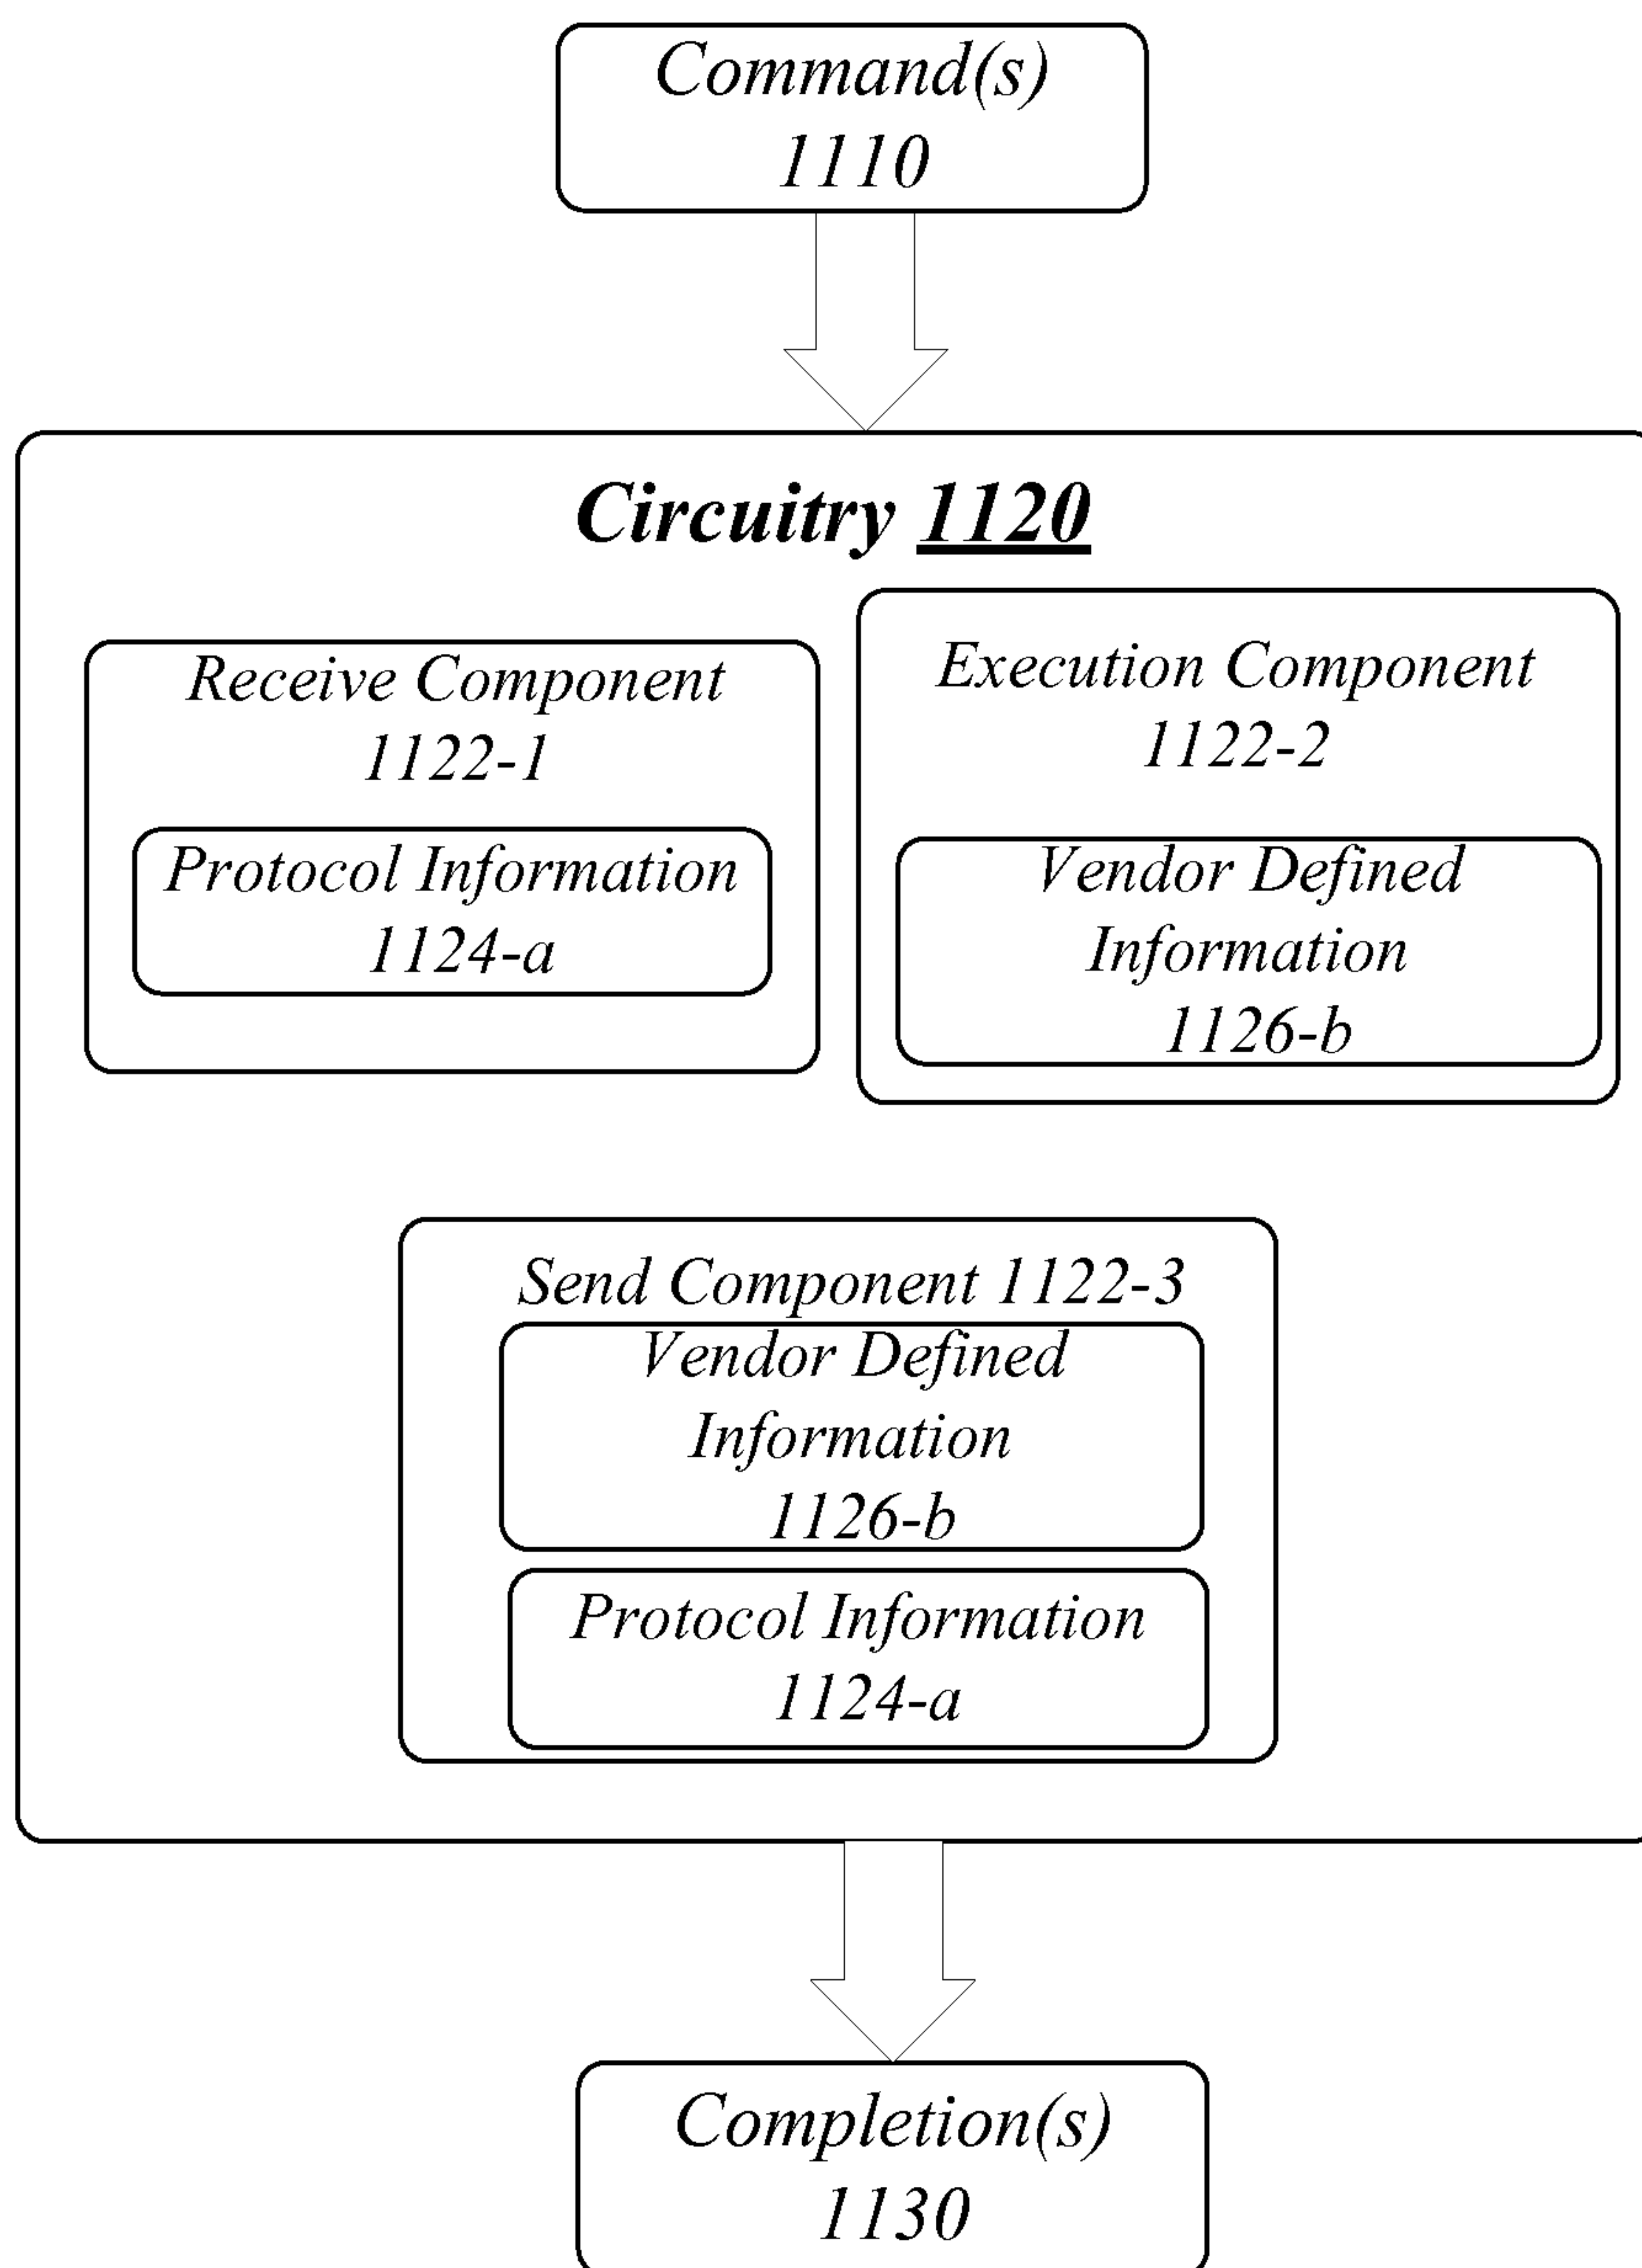 Command(s)
1110
Circuitry 1120
Receive Component
1122-1
Protocol Information
1124-a
Execution Component
1122-2
Vendor Defined
Information
1126-b
Send Component 1122-3
Vendor Defined
Information
1126-b
Protocol Information
1124-a
Completion(s)
1130